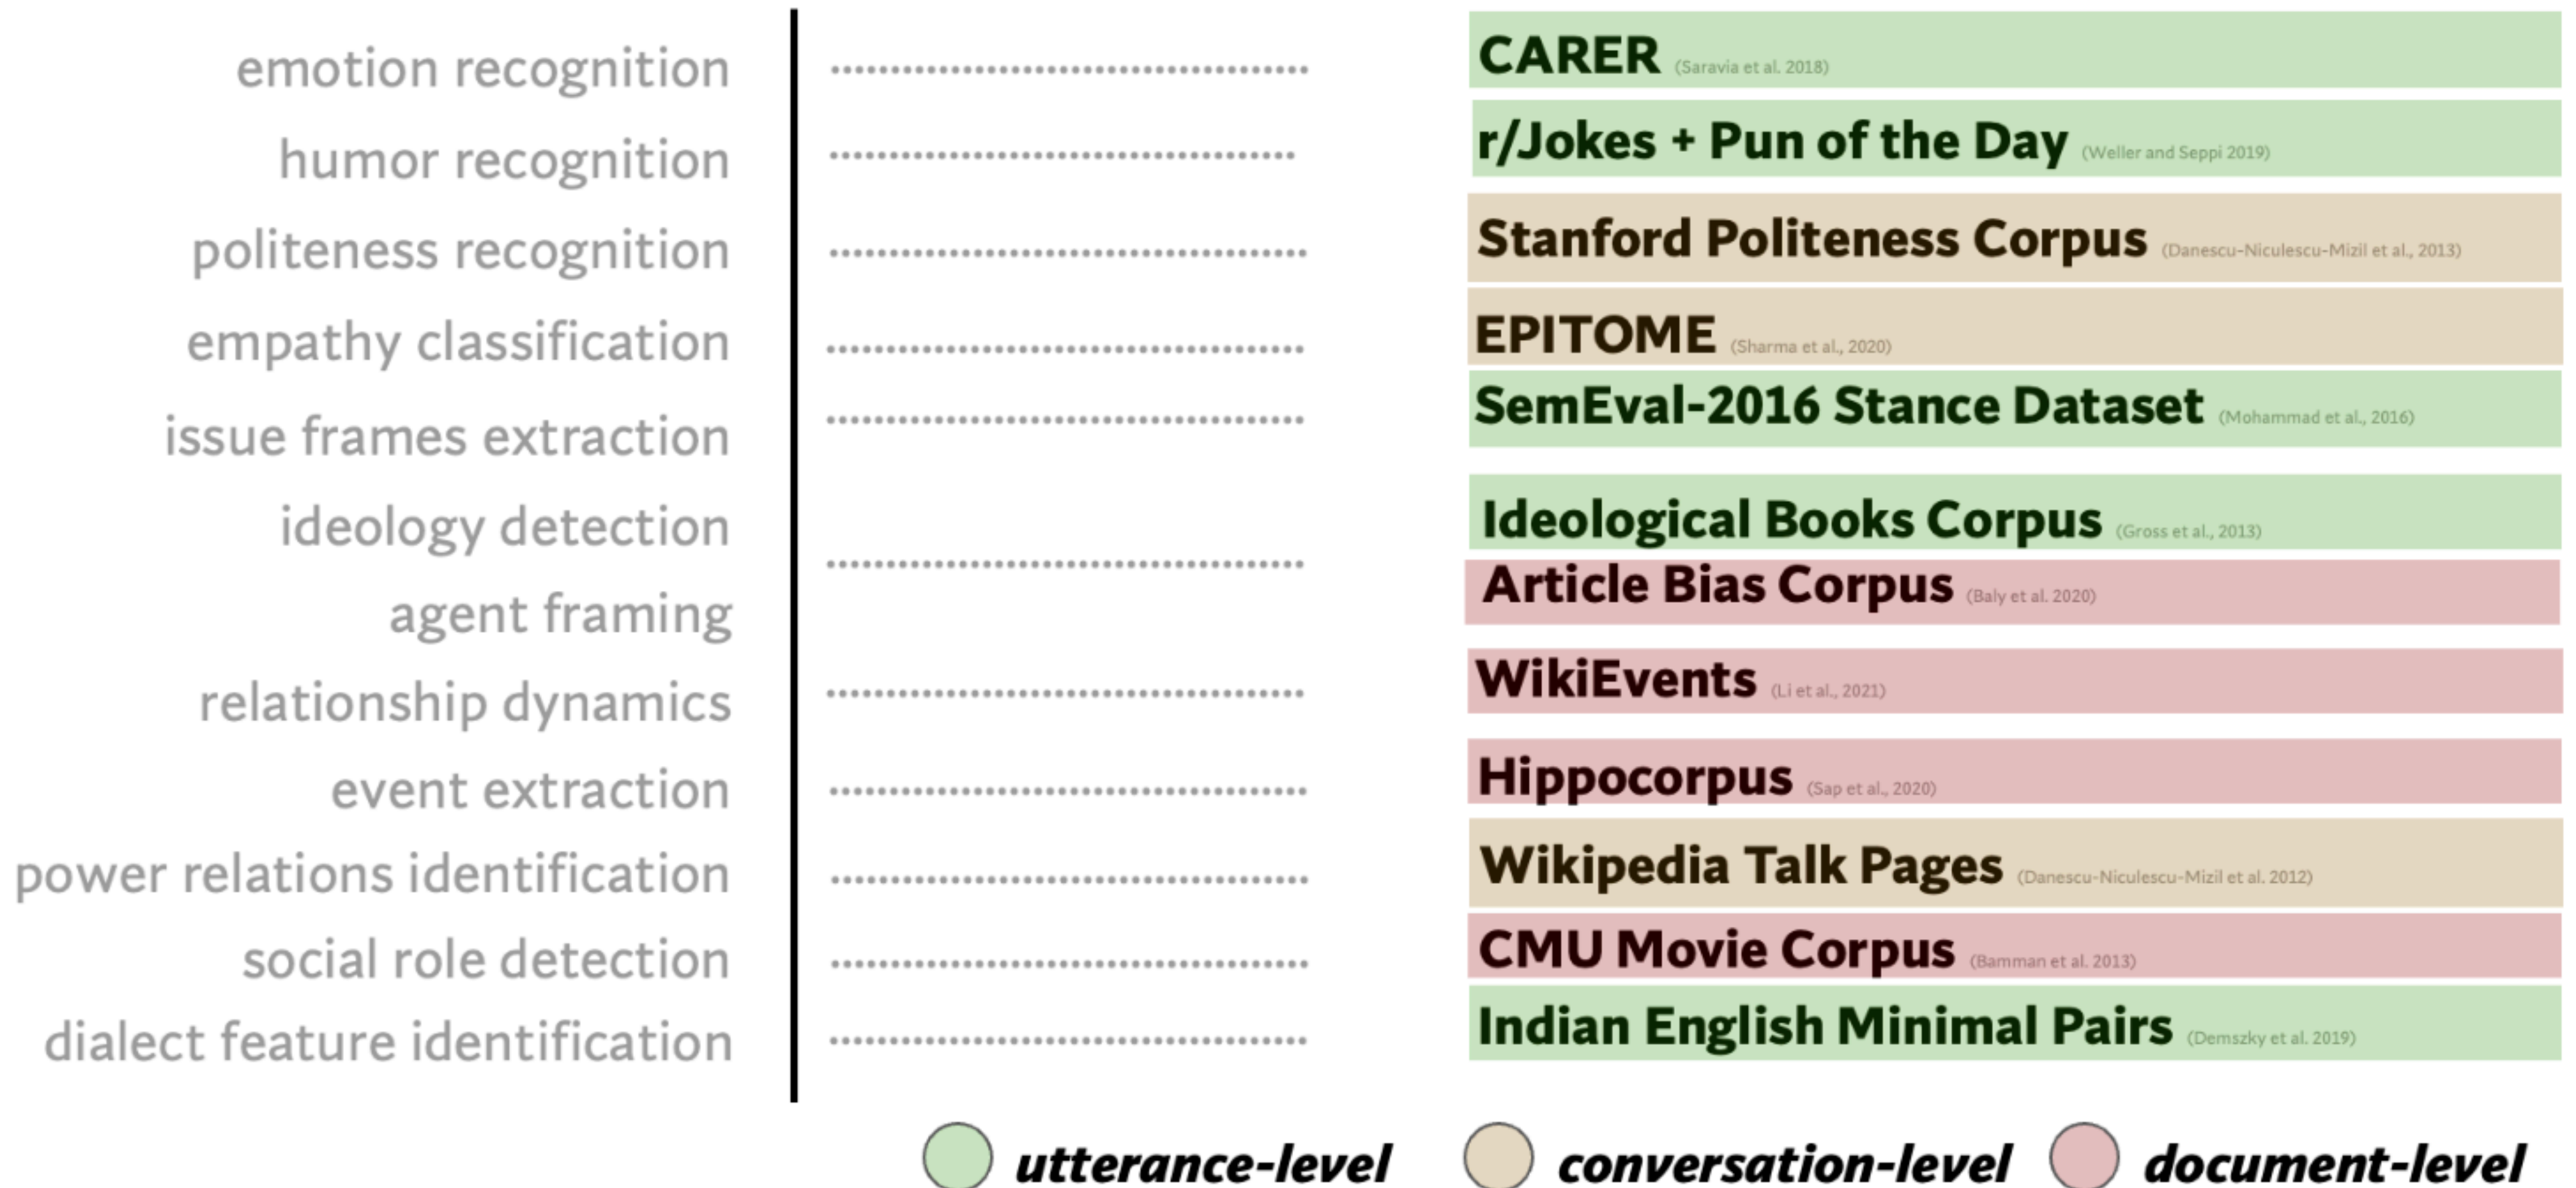 emotion recognition CARER (Saravia et al. 2018)
humor recognition r/Jokes + Pun of the Day (Weller and Seppi 2019)
politeness recognition Stanford Politeness Corpus (Danescu-Niculescu-Mizil et al., 2013)
empathy classification EPITOME (Sharma et al., 2020)
issue frames extraction SemEval-2016 Stance Dataset (Mohammad et al., 2016)
ideology detection Ideological Books Corpus (Gross et al., 2013)
agent framing Article Bias Corpus (Baly et al. 2020)
relationship dynamics WikiEvents (Li et al., 2021)
event extraction Hippocorpus (Sap et al., 2020)
power relations identification Wikipedia Talk Pages (Danescu-Niculescu-Mizil et al. 2012)
social role detection CMU Movie Corpus (Bamman et al. 2013)
dialect feature identification Indian English Minimal Pairs (Demszky et al. 2019)
utterance-level conversation-level document-level